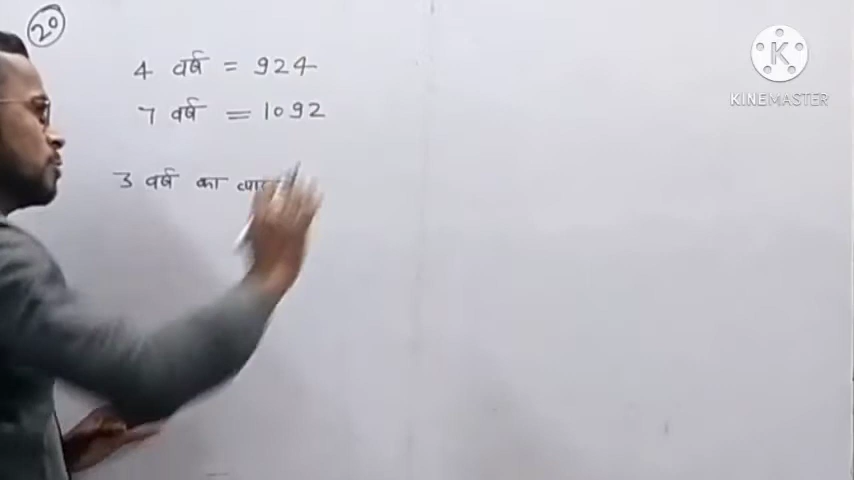 20
4 वर्ष = 924
7 वर्ष = 1092
3 वर्ष का
KINEMASTER